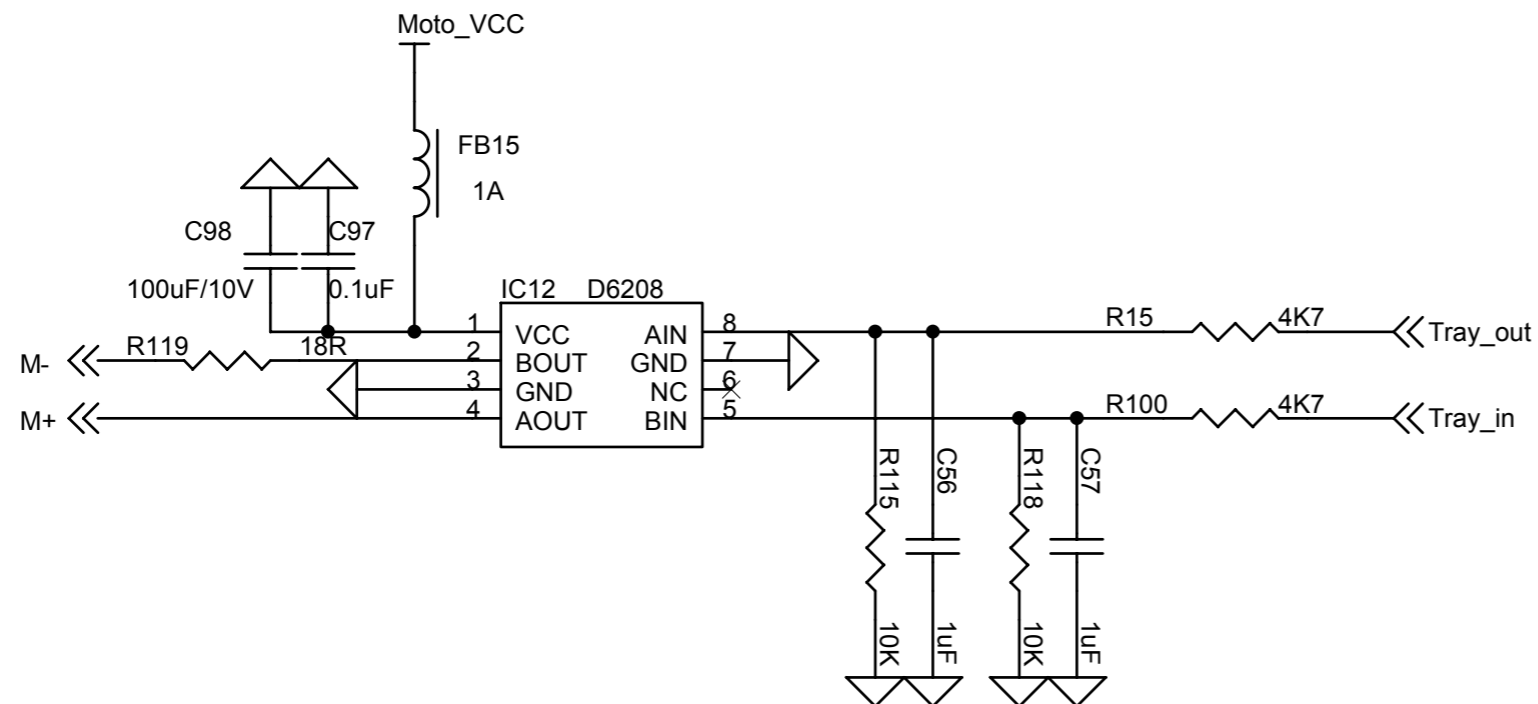 Moto_VCC
FB15
1A
C98
C97
100uF/10V
0.1uF
IC12 D6208
1 VCC AIN 8
2 BOUT GND 7
3 GND NC 6
4 AOUT BIN 5
M- R119 18R
M+
R15 4K7 Tray_out
R100 4K7 Tray_in
R115
C56
R118
C57
10K
1uF
10K
1uF